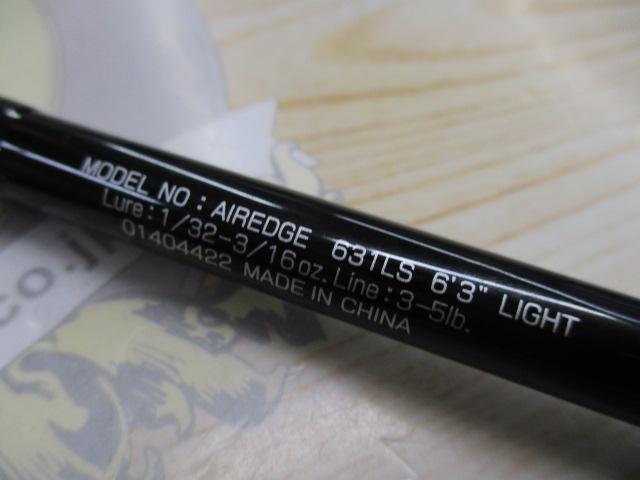 MODEL NO : AIREDGE 631LS 6'3" LIGHT
Lure : 1/32-3/16oz. Line : 3-5lb.
01404422 MADE IN CHINA
co.j